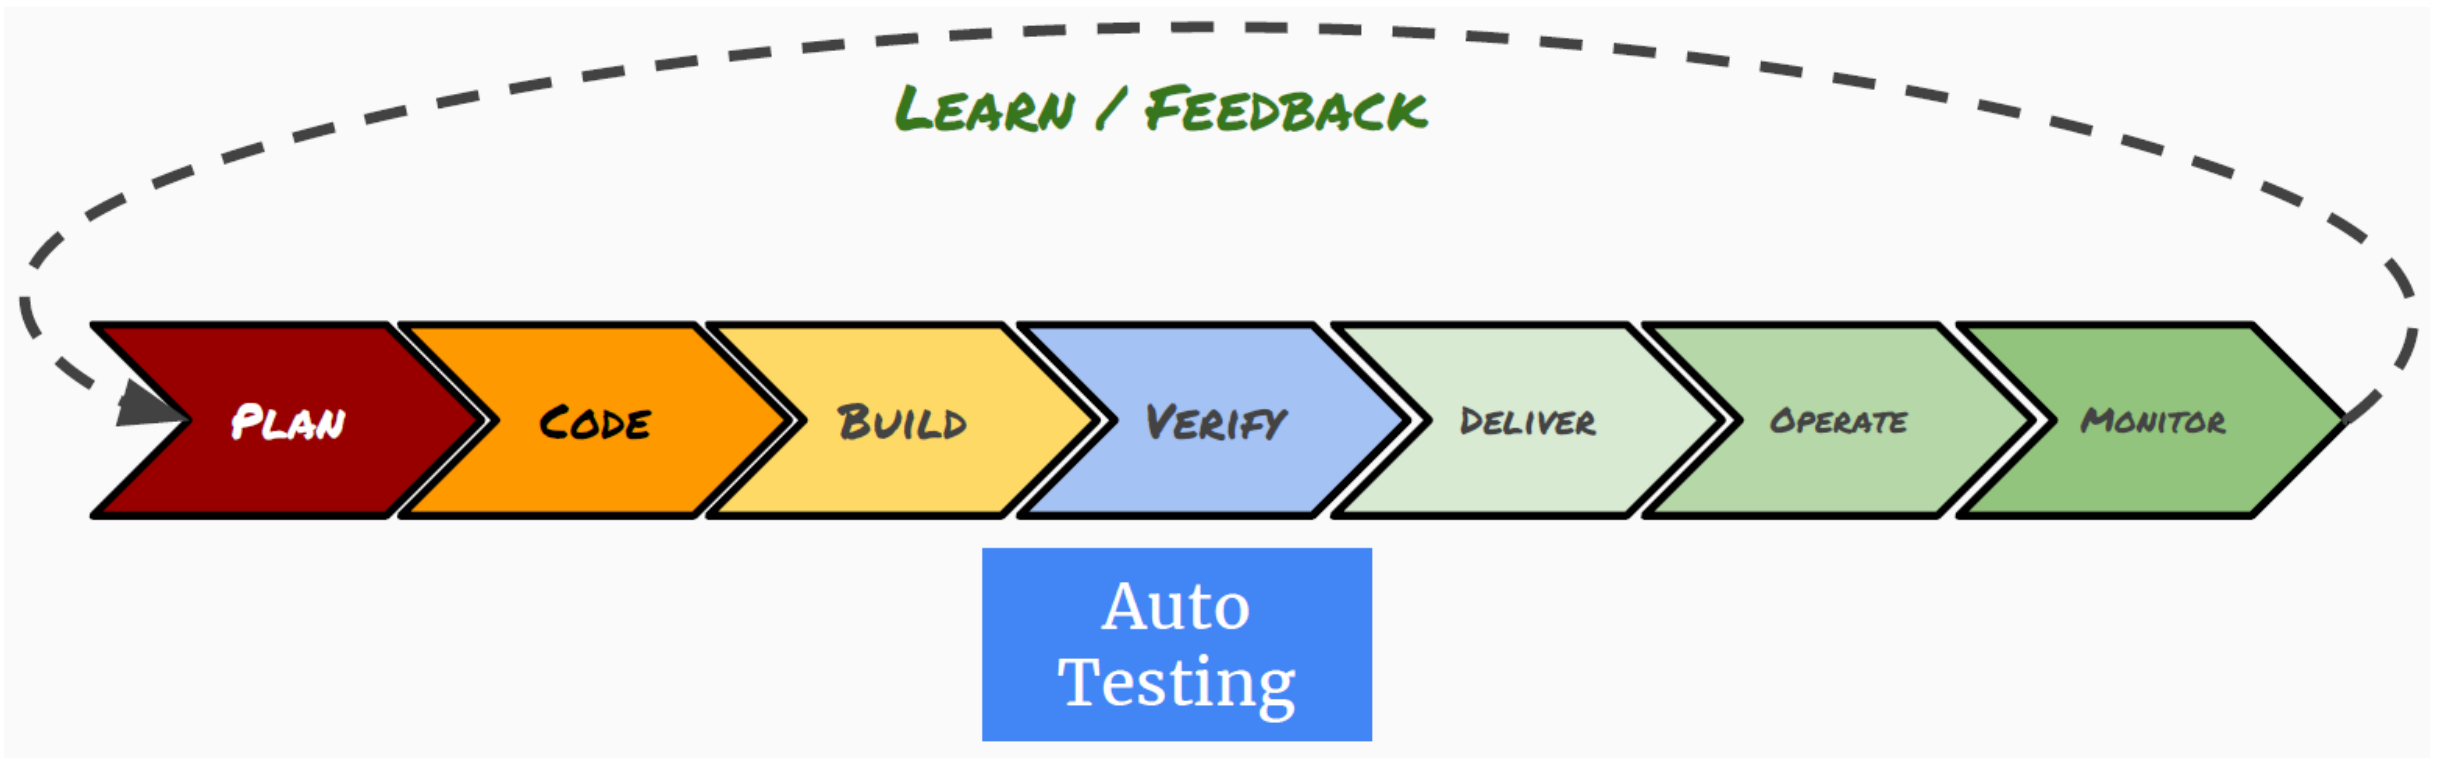 Learn / Feedback
Plan
Code
Build
Verify
Deliver
Operate
Monitor
Auto
Testing